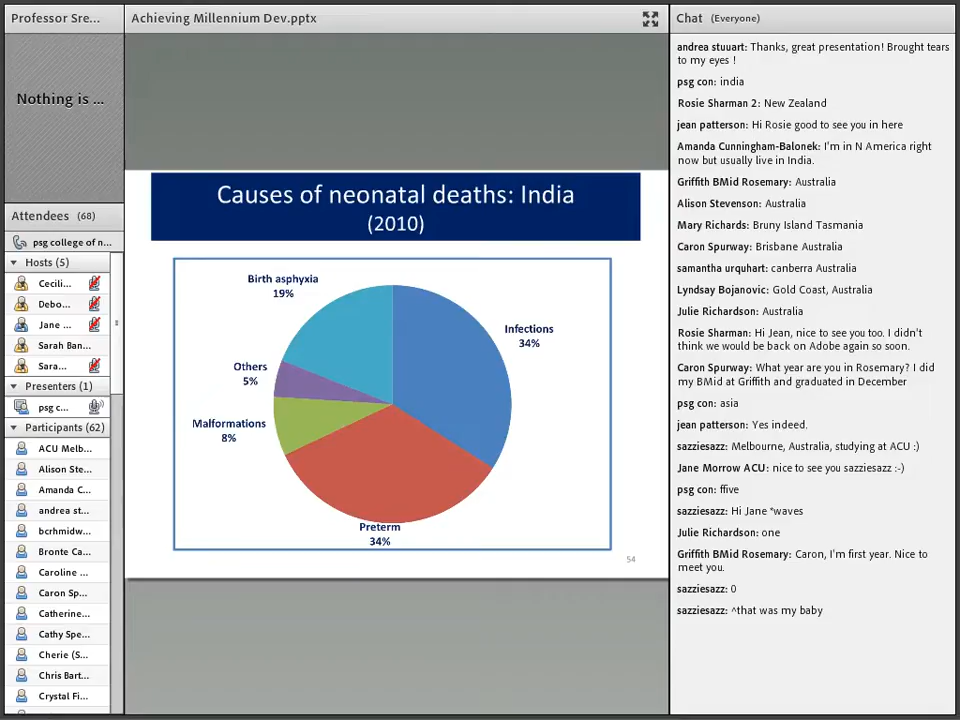 Professor Sre...
Nothing is ...
Attendees (68)
psg college of n...
Hosts (5)
Cecili...
Debo...
Jane ...
Sarah Ban...
Sara...
Presenters (1)
psg c...
Participants (62)
ACU Melb...
Alison Ste...
Amanda C...
andrea st...
bcrhmidw...
Bronte Ca...
Caroline ...
Caron Sp...
Catherine...
Cathy Spe...
Cherie (S...
Chris Bart...
Crystal Fi...
Achieving Millennium Dev.pptx
Causes of neonatal deaths: India
(2010)
Birth asphyxia
19%
Infections
34%
Others
5%
Malformations
8%
Preterm
34%
54
Chat (Everyone)
andrea stuuart: Thanks, great presentation! Brought tears
to my eyes !
psg con: india
Rosie Sharman 2: New Zealand
jean patterson: Hi Rosie good to see you in here
Amanda Cunningham-Balonek: I'm in N America right
now but usually live in India.
Griffith BMid Rosemary: Australia
Alison Stevenson: Australia
Mary Richards: Bruny Island Tasmania
Caron Spurway: Brisbane Australia
samantha urquhart: canberra Australia
Lyndsay Bojanovic: Gold Coast, Australia
Julie Richardson: Australia
Rosie Sharman: Hi Jean, nice to see you too. I didn't
think we would be back on Adobe again so soon.
Caron Spurway: What year are you in Rosemary? I did
my BMid at Griffith and graduated in December
psg con: asia
jean patterson: Yes indeed.
sazziesazz: Melbourne, Australia, studying at ACU :)
Jane Morrow ACU: nice to see you sazziesazz :-)
psg con: ffive
sazziesazz: Hi Jane *waves
Julie Richardson: one
Griffith BMid Rosemary: Caron, I'm first year. Nice to
meet you.
sazziesazz: 0
sazziesazz: ^that was my baby